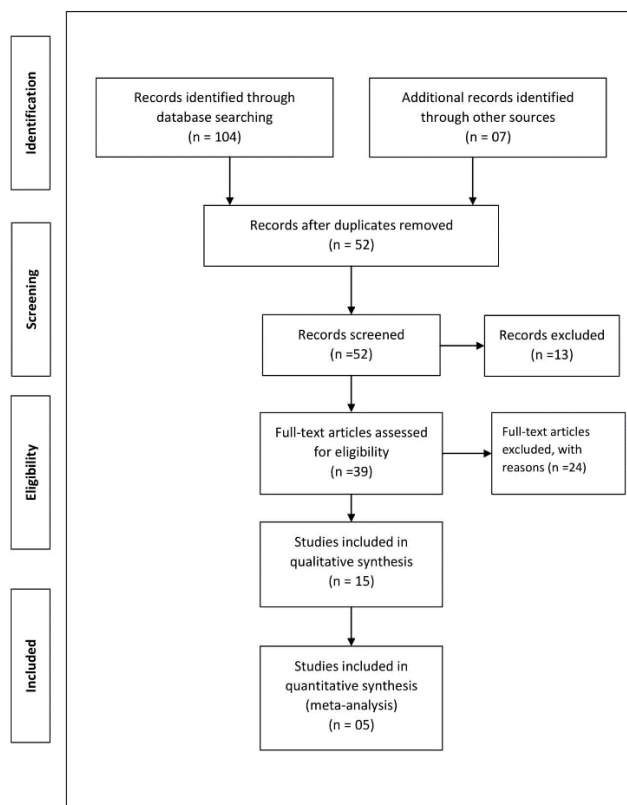 Identification
Records identified through
database searching
(n = 104)
Additional records identified
through other sources
(n = 07)
Records after duplicates removed
(n = 52)
Screening
Records screened
(n =52)
Records excluded
(n =13)
Eligibility
Full-text articles assessed
for eligibility
(n =39)
Full-text articles
excluded, with
reasons (n =24)
Studies included in
qualitative synthesis
(n = 15)
Included
Studies included in
quantitative synthesis
(meta-analysis)
(n = 05)